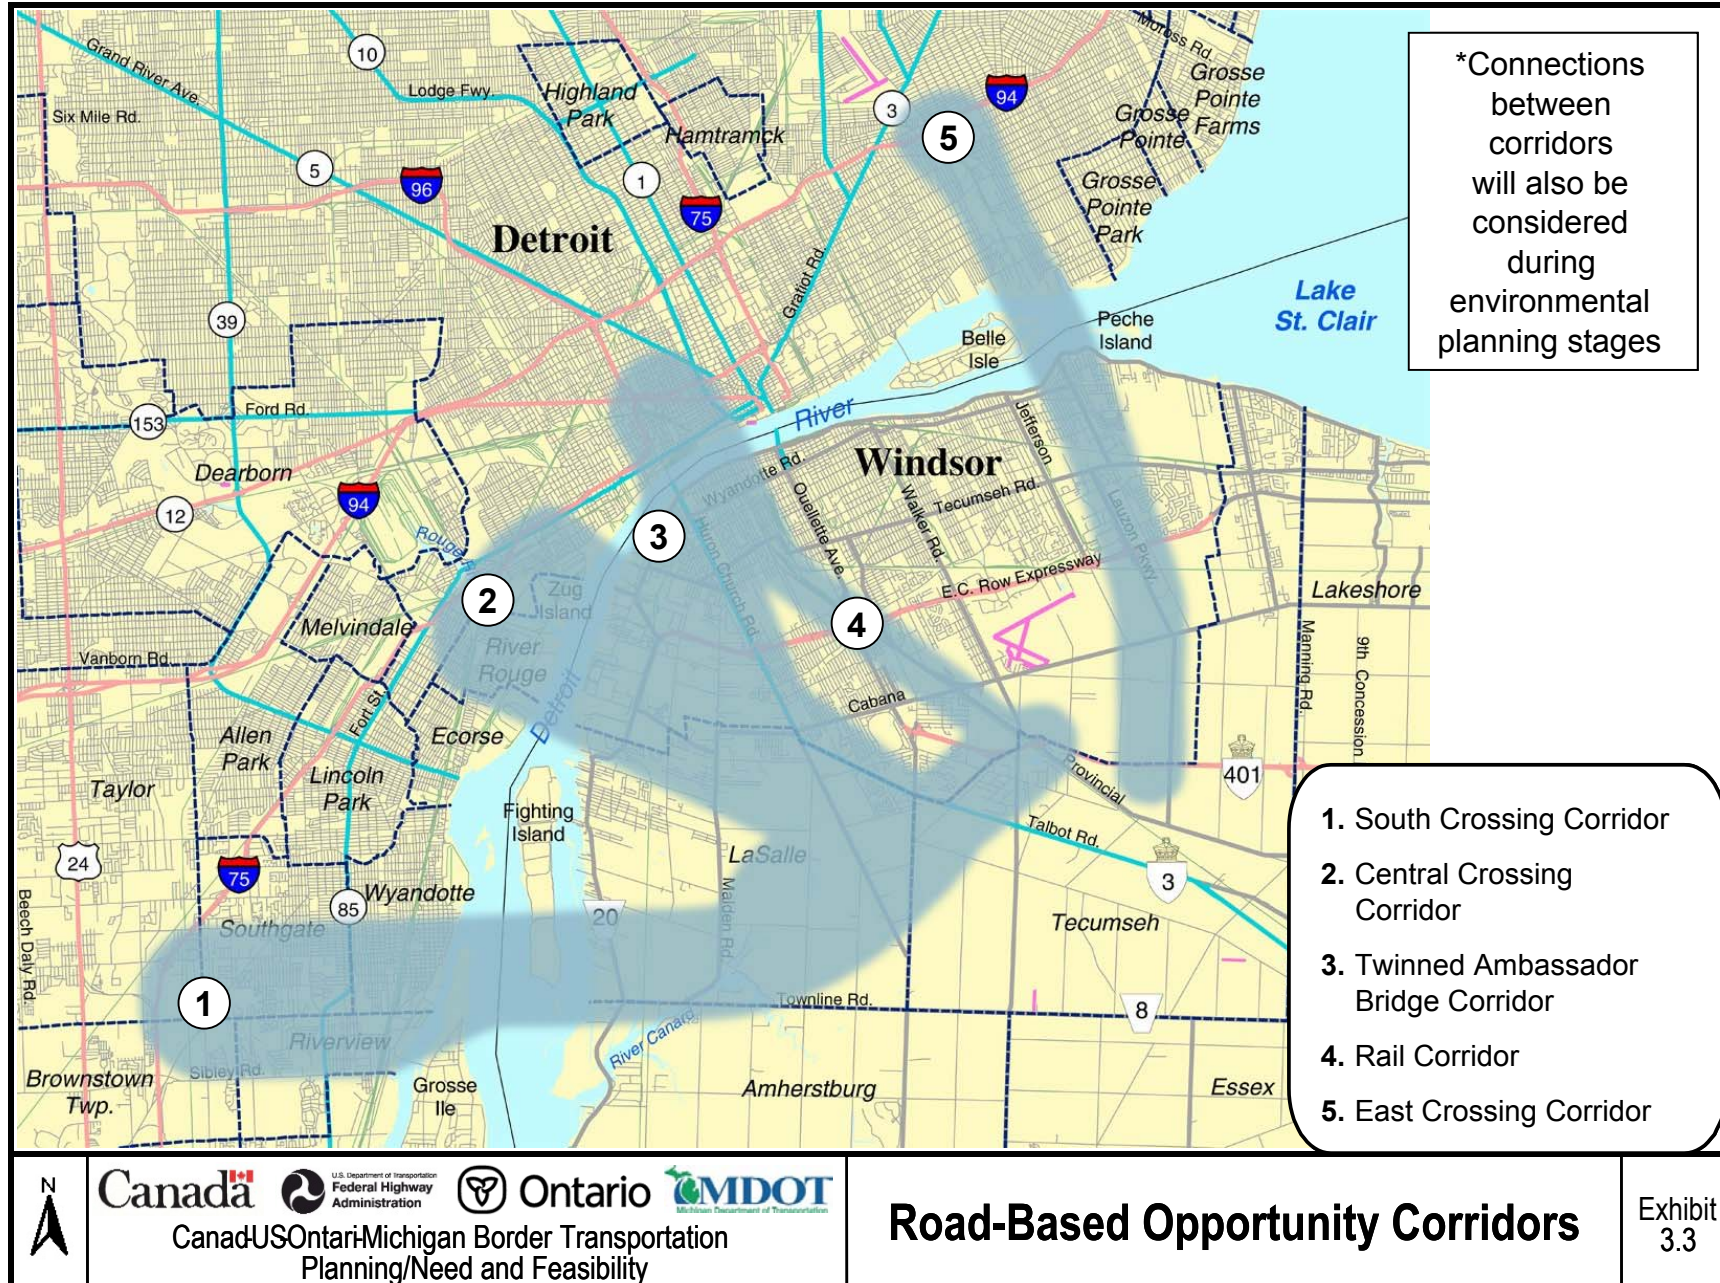 Grand River Ave.
10
Lodge Fwy.
Highland
Park
Hamtramck
Six Mile Rd.
5
96
1
75
3
5
94
Moross Rd.
Grosse
Pointe
Farms
Grosse
Pointe
Grosse
Pointe
Park
*Connections
between
corridors
will also be
considered
during
environmental
planning stages
Detroit
Gratiot Rd.
39
Lake
St. Clair
Belle
Isle
Peche
Island
Ford Rd.
153
River
Dearborn
12
94
Rouge R.
Wyandotte Rd.
Windsor
Jefferson
Tecumseh Rd.
Ouellette Ave.
Walker Rd.
Lauzon Pkwy.
Huron Church Rd.
3
2
Zug
Island
River
Rouge
4
E.C. Row Expressway
Lakeshore
Melvindale
Vanborn Rd.
Manning Rd.
9th Concession
Fort St.
Detroit
Cabana
Allen
Park
Ecorse
Taylor
Lincoln
Park
Fighting
Island
Provincial
401
Talbot Rd.
24
75
Wyandotte
85
LaSalle
Malden Rd.
3
Beech Daly Rd.
Southgate
20
Tecumseh
1
Townline Rd.
8
Riverview
River Canard
Sibley Rd.
Brownstown
Twp.
Grosse
Ile
Amherstburg
Essex
1. South Crossing Corridor
2. Central Crossing
Corridor
3. Twinned Ambassador
Bridge Corridor
4. Rail Corridor
5. East Crossing Corridor
N
Canada
U.S. Department of Transportation
Federal Highway
Administration
Ontario
MDOT
Michigan Department of Transportation
Canad-US-Ontari-Michigan Border Transportation
Planning/Need and Feasibility
Road-Based Opportunity Corridors
Exhibit
3.3